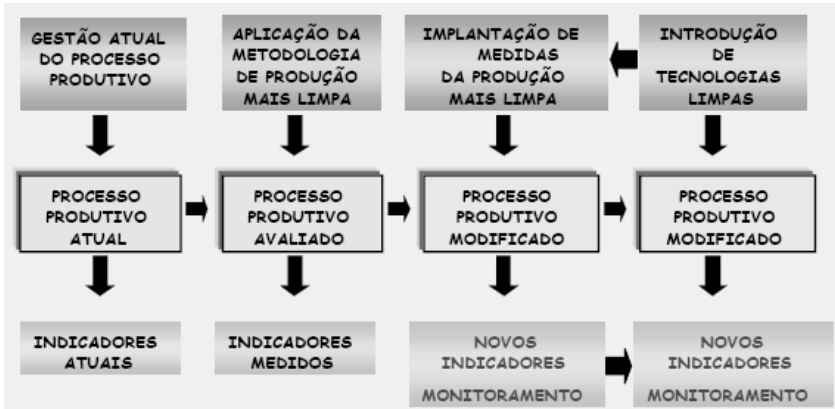 GESTÃO ATUAL
DO PROCESSO
PRODUTIVO
APLICAÇÃO DA
METODOLOGIA
DE PRODUÇÃO
MAIS LIMPA
IMPLANTAÇÃO DE
MEDIDAS
DA PRODUÇÃO
MAIS LIMPA
INTRODUÇÃO
DE
TECNOLOGIAS
LIMPAS
PROCESSO
PRODUTIVO
ATUAL
PROCESSO
PRODUTIVO
AVALIADO
PROCESSO
PRODUTIVO
MODIFICADO
PROCESSO
PRODUTIVO
MODIFICADO
INDICADORES
ATUAIS
INDICADORES
MEDIDOS
NOVOS
INDICADORES
MONITORAMENTO
NOVOS
INDICADORES
MONITORAMENTO